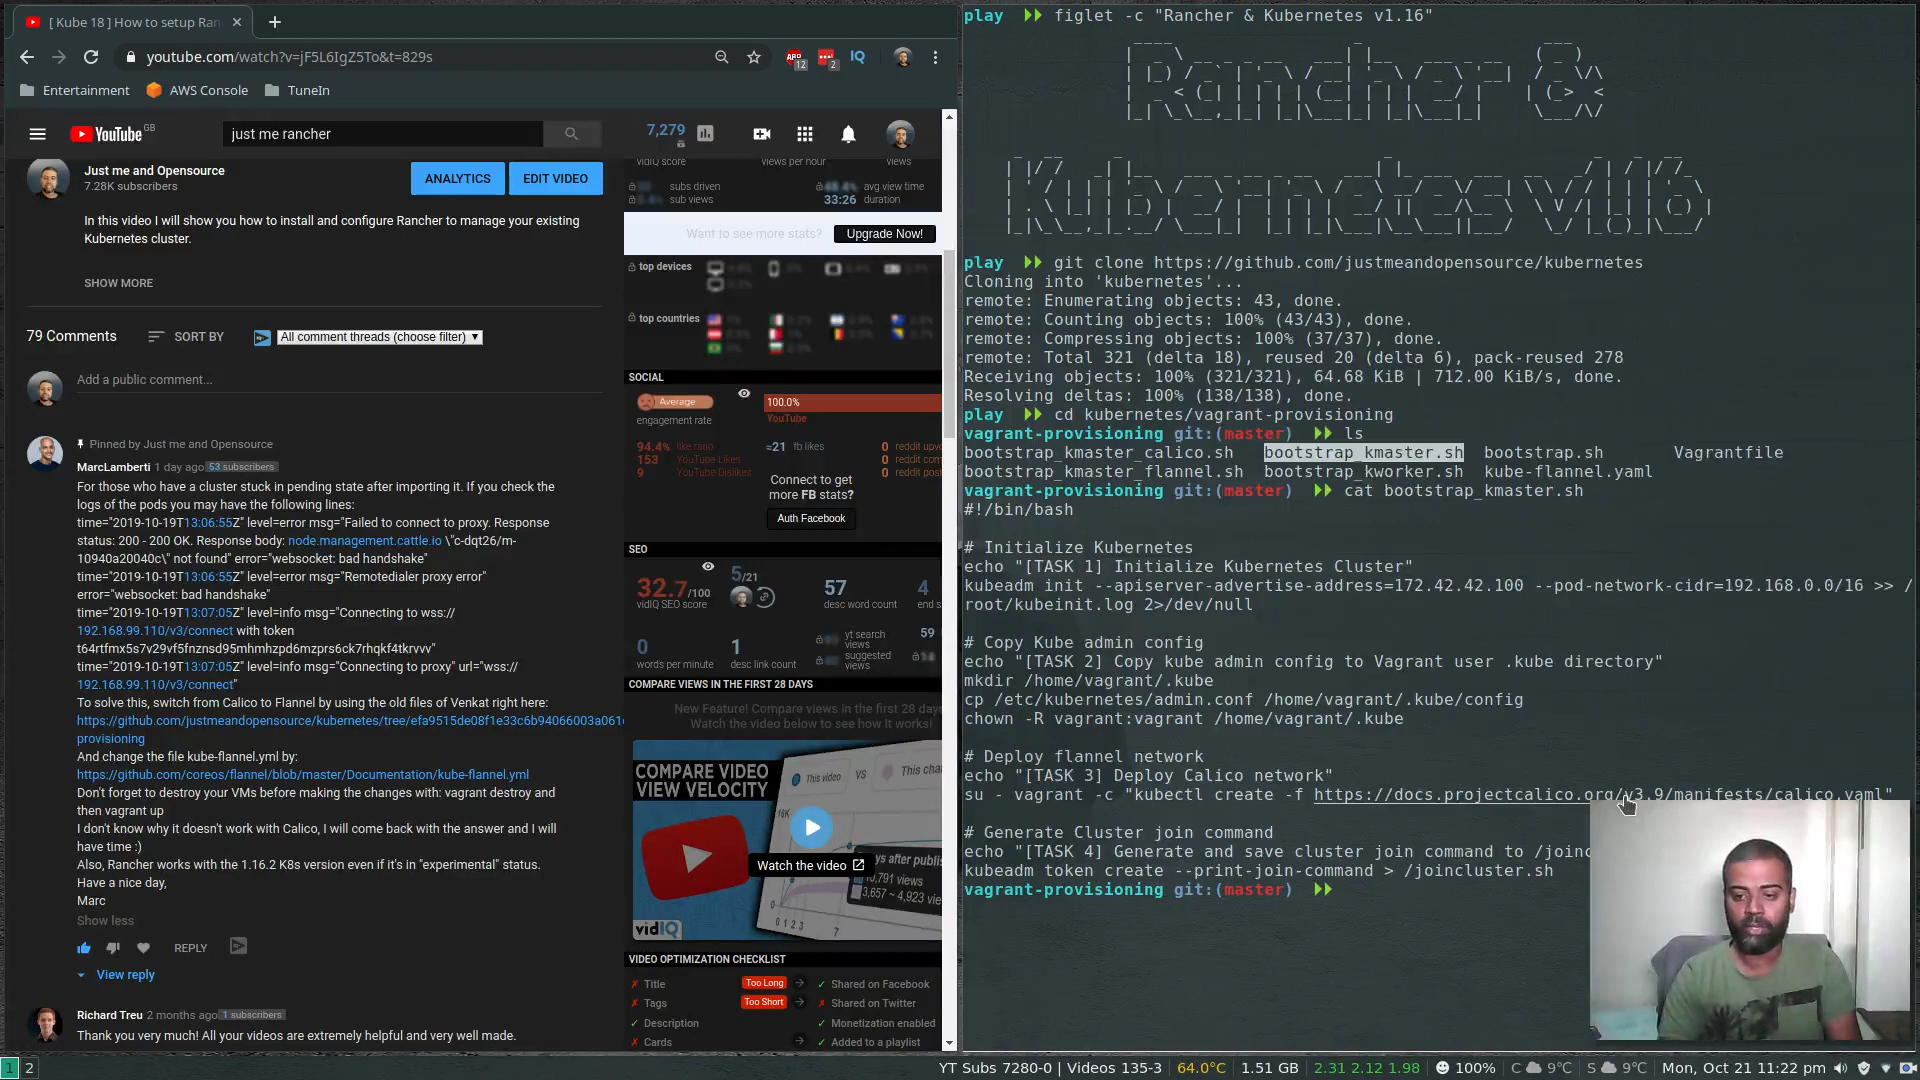 [ Kube 18 ] How to setup Ran
youtube.com/watch?v=jF5L6IgZ5To&t=829s
12
2
IQ
Entertainment
AWS Console
TuneIn
YouTube GB
just me rancher
7,279
Just me and Opensource
7.28K subscribers
ANALYTICS
EDIT VIDEO
In this video I will show you how to install and configure Rancher to manage your existing
Kubernetes cluster.
SHOW MORE
79 Comments
SORT BY
All comment threads (choose filter)
Add a public comment...
Pinned by Just me and Opensource
MarcLamberti 1 day ago 53 subscribers
For those who have a cluster stuck in pending state after importing it. If you check the
logs of the pods you may have the following lines:
time="2019-10-19T13:06:55Z" level=error msg="Failed to connect to proxy. Response
status: 200 - 200 OK. Response body: node.management.cattle.io \"c-dqt26/m-
10940a20040c\" not found" error="websocket: bad handshake"
time="2019-10-19T13:06:55Z" level=error msg="Remotedialer proxy error"
error="websocket: bad handshake"
time="2019-10-19T13:07:05Z" level=info msg="Connecting to wss://
192.168.99.110/v3/connect with token
t64rtfmx5s7v29vf5fnznsd95mhmhzpd6mzprs6ck7rhqkf4tkrvvv"
time="2019-10-19T13:07:05Z" level=info msg="Connecting to proxy" url="wss://
192.168.99.110/v3/connect"
To solve this, switch from Calico to Flannel by using the old files of Venkat right here:
https://github.com/justmeandopensource/kubernetes/tree/efa9515de08f1e33c6b94066003a061
provisioning
And change the file kube-flannel.yml by:
https://github.com/coreos/flannel/blob/master/Documentation/kube-flannel.yml
Don't forget to destroy your VMs before making the changes with: vagrant destroy and
then vagrant up
I don't know why it doesn't work with Calico, I will come back with the answer and I will
have time :)
Also, Rancher works with the 1.16.2 K8s version even if it's in "experimental" status.
Have a nice day,
Marc
Show less
REPLY
View reply
Richard Treu 2 months ago 1 subscribers
Thank you very much! All your videos are extremely helpful and very well made.
vidIQ score
views per hour
views
subs driven
sub views
48.4% avg view time
33:26 duration
Want to see more stats?
Upgrade Now!
top devices
top countries
SOCIAL
Average
engagement rate
100.0%
YouTube
94.4% like ratio
153 YouTube Likes
9 YouTube Dislikes
≈21 fb likes
0 reddit upvo
0 reddit post
0 reddit com
Connect to get
more FB stats?
Auth Facebook
SEO
32.7/100
vidIQ SEO score
5/21
57
desc word count
4
end s
0
words per minute
1
desc link count
yt search views
59
suggested views
COMPARE VIEWS IN THE FIRST 28 DAYS
New Feature! Compare views in the first 28 days
Watch the video below to see how it works!
COMPARE VIDEO
VIEW VELOCITY
This video
VS
This chan
Watch the video
10,791 views
3,657 ~ 4,923 vie
0 1 2 3
7
vidIQ
VIDEO OPTIMIZATION CHECKLIST
Title Too Long
Shared on Facebook
Tags Too Short
Shared on Twitter
Description
Monetization enabled
Cards
Added to a playlist
play figlet -c "Rancher & Kubernetes v1.16"
Rancher &
Kubernetes v1.16
play git clone https://github.com/justmeandopensource/kubernetes
Cloning into 'kubernetes'...
remote: Enumerating objects: 43, done.
remote: Counting objects: 100% (43/43), done.
remote: Compressing objects: 100% (37/37), done.
remote: Total 321 (delta 18), reused 20 (delta 6), pack-reused 278
Receiving objects: 100% (321/321), 64.68 KiB | 712.00 KiB/s, done.
Resolving deltas: 100% (138/138), done.
play cd kubernetes/vagrant-provisioning
vagrant-provisioning git:(master) ls
bootstrap_kmaster_calico.sh bootstrap_kmaster.sh bootstrap.sh Vagrantfile
bootstrap_kmaster_flannel.sh bootstrap_kworker.sh kube-flannel.yaml
vagrant-provisioning git:(master) cat bootstrap_kmaster.sh
#!/bin/bash
# Initialize Kubernetes
echo "[TASK 1] Initialize Kubernetes Cluster"
kubeadm init --apiserver-advertise-address=172.42.42.100 --pod-network-cidr=192.168.0.0/16 >> /
root/kubeinit.log 2>/dev/null
# Copy Kube admin config
echo "[TASK 2] Copy kube admin config to Vagrant user .kube directory"
mkdir /home/vagrant/.kube
cp /etc/kubernetes/admin.conf /home/vagrant/.kube/config
chown -R vagrant:vagrant /home/vagrant/.kube
# Deploy flannel network
echo "[TASK 3] Deploy Calico network"
su - vagrant -c "kubectl create -f https://docs.projectcalico.org/v3.9/manifests/calico.yaml"
# Generate Cluster join command
echo "[TASK 4] Generate and save cluster join command to /joinc
kubeadm token create --print-join-command > /joincluster.sh
vagrant-provisioning git:(master)
1
2
YT Subs 7280-0 | Videos 135-3 64.0°C 1.51 GB 2.31 2.12 1.98 100% C 9°C S 9°C Mon, Oct 21 11:22 pm